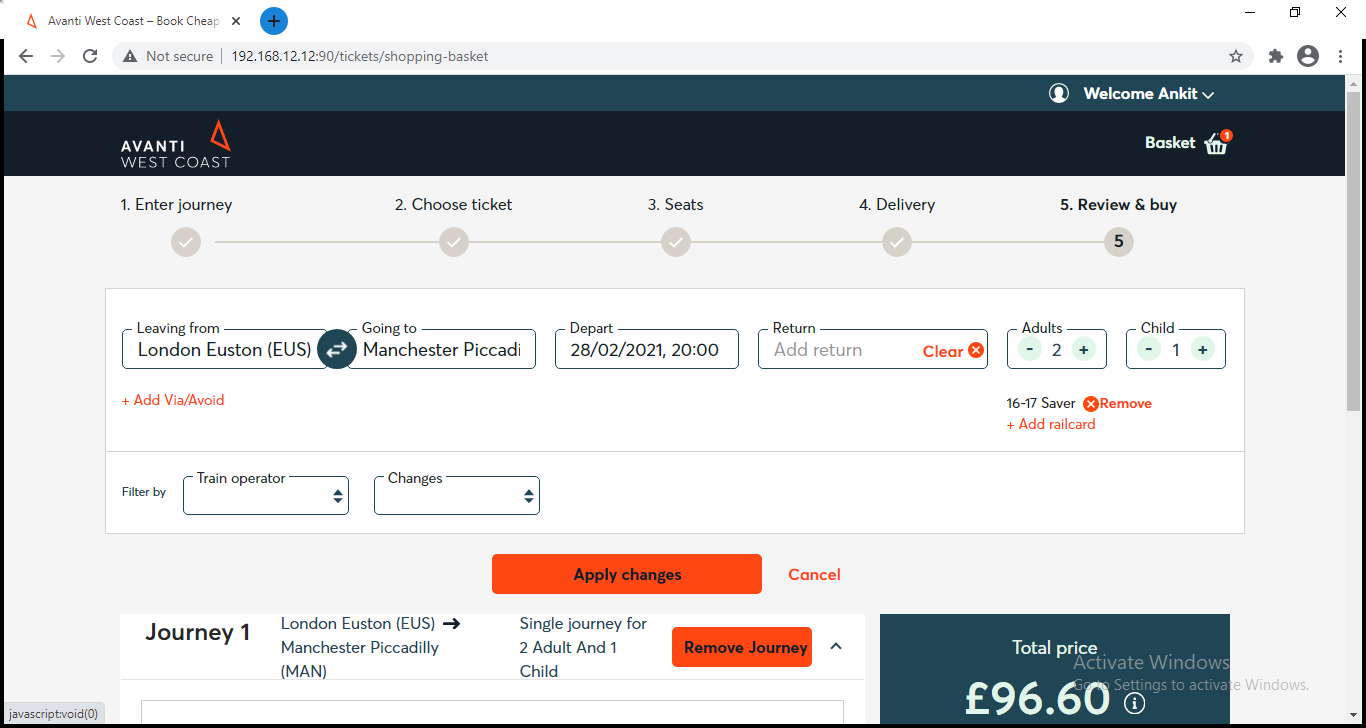 Avanti West Coast – Book Cheap
Not secure
192.168.12.12:90/tickets/shopping-basket
Welcome Ankit
AVANTI
WEST COAST
Basket 1
1. Enter journey
2. Choose ticket
3. Seats
4. Delivery
5. Review & buy
5
Leaving from
London Euston (EUS)
Going to
Manchester Piccadi
Depart
28/02/2021, 20:00
Return
Add return
Clear
Adults
- 2 +
Child
- 1 +
+ Add Via/Avoid
16-17 Saver Remove
+ Add railcard
Filter by
Train operator
Changes
Apply changes
Cancel
Journey 1
London Euston (EUS) →
Manchester Piccadilly
(MAN)
Single journey for
2 Adult And 1
Child
Remove Journey
Total price
£96.60
Activate Windows
Go to Settings to activate Windows.
javascript:void(0)